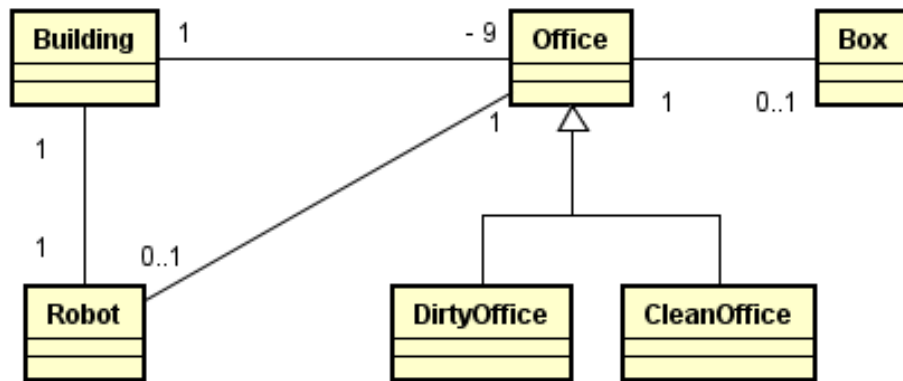 Building
1
- 9
Office
Box
1
1
1
0..1
1
0..1
Robot
DirtyOffice
CleanOffice